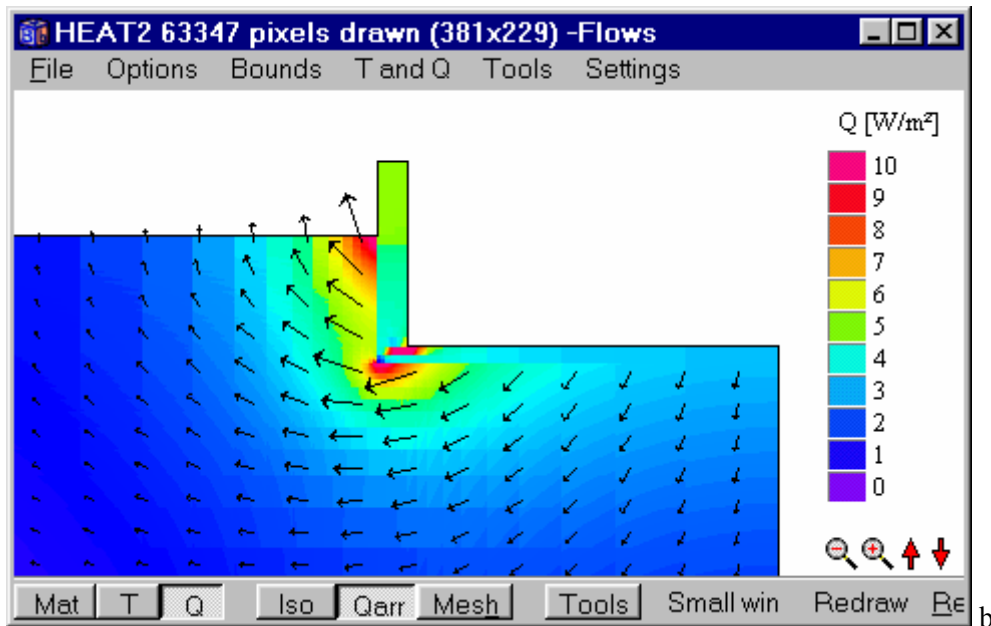 HEAT2 63347 pixels drawn (381x229) -Flows
File Options Bounds T and Q Tools Settings
Q [W/m²]
10
9
8
7
6
5
4
3
2
1
0
Mat T Q Iso Qarr Mesh Tools Small win Redraw Re
b